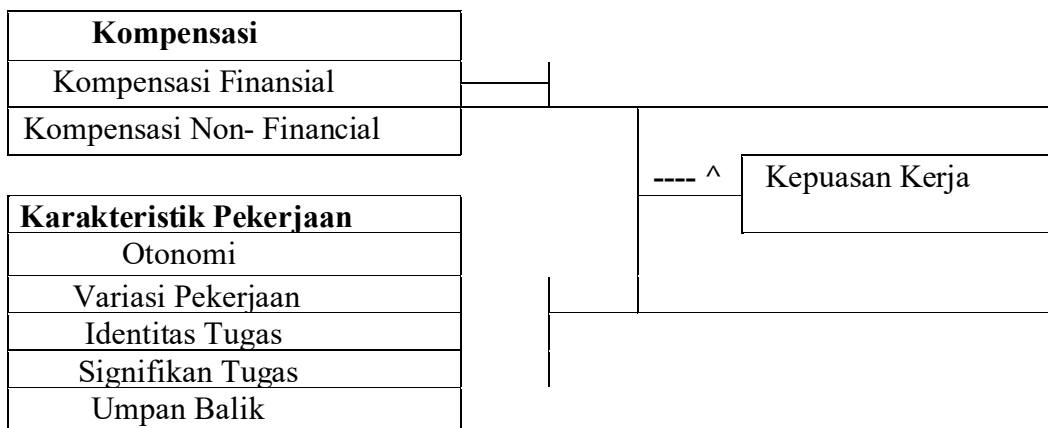 Kompensasi
Kompensasi Finansial
Kompensasi Non- Financial
---- ^ Kepuasan Kerja
Karakteristik Pekerjaan
Otonomi
Variasi Pekerjaan
Identitas Tugas
Signifikan Tugas
Umpan Balik